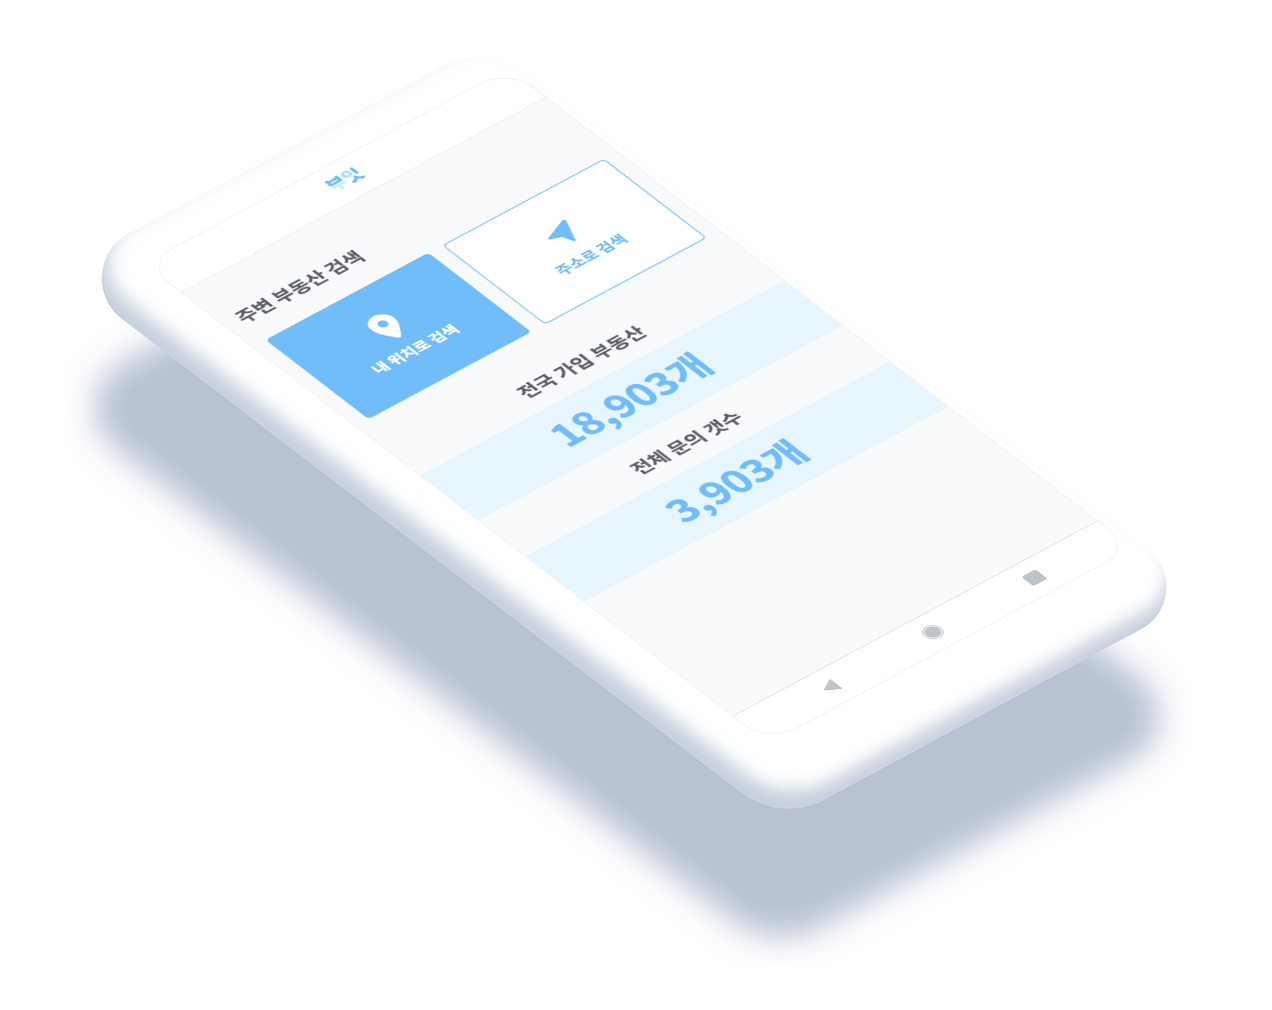 부잇
주변 부동산 검색
내 위치로 검색
주소로 검색
전국 가입 부동산
18,903개
전체 문의 갯수
3,903개